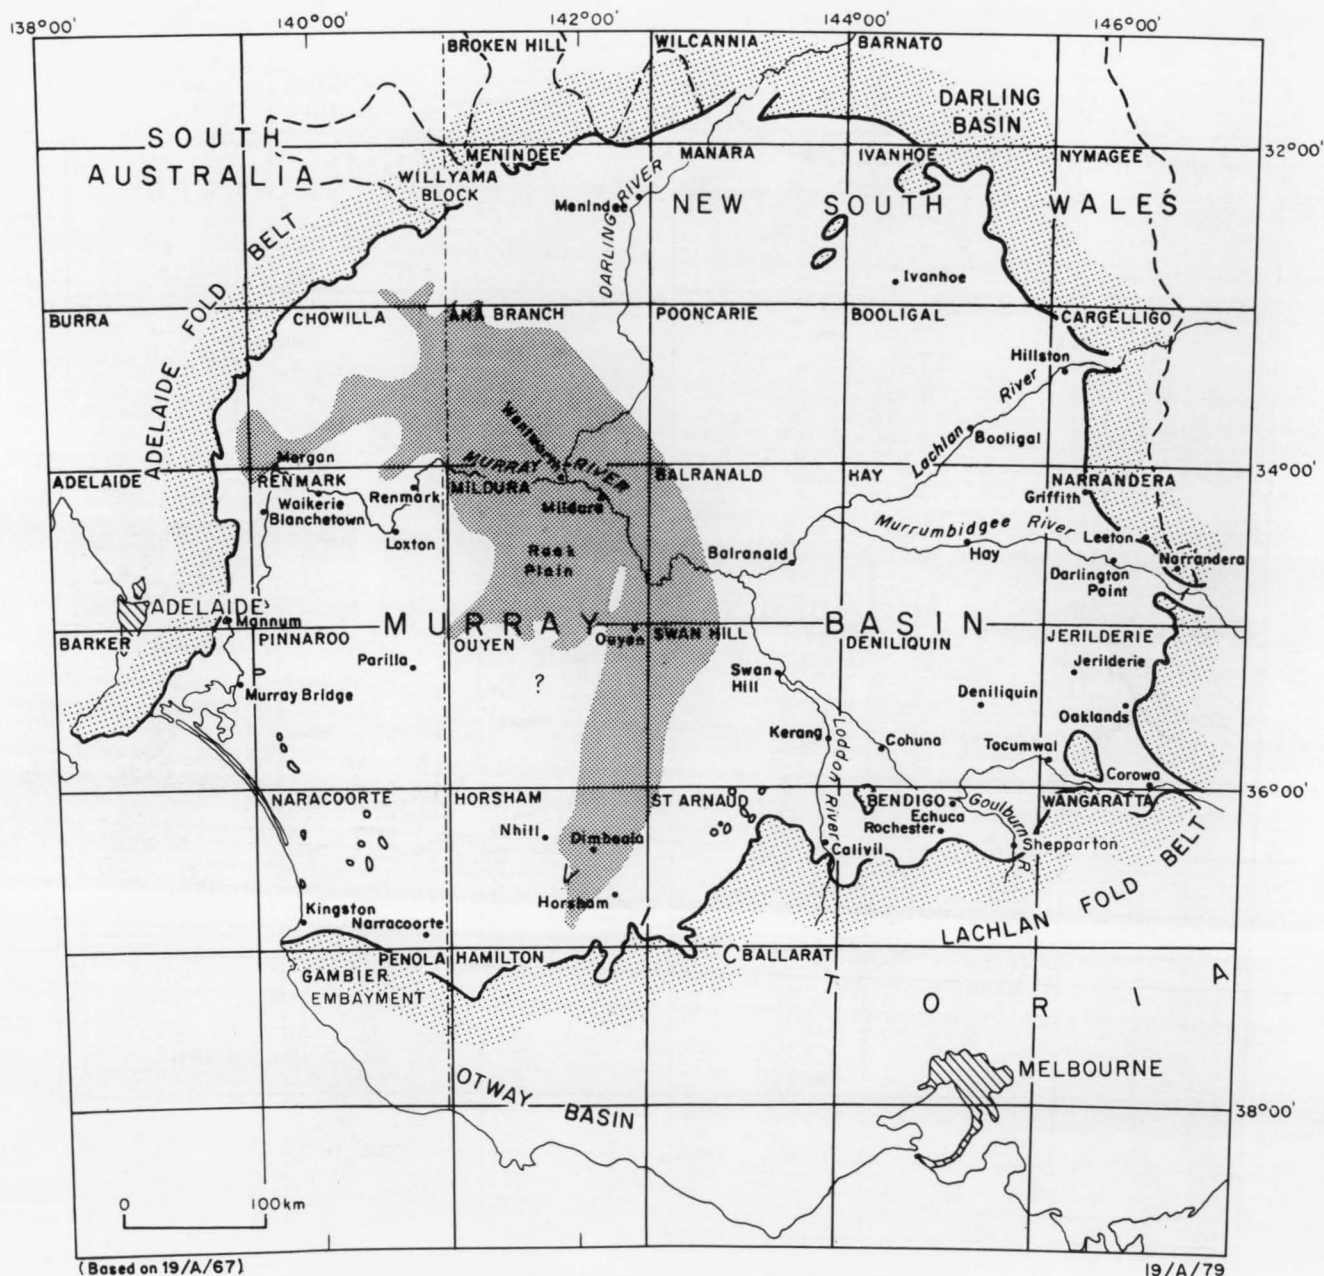 138°00'
140°00'
142°00'
144°00'
146°00'
BROKEN HILL
WILCANNIA
BARNATO
DARLING
BASIN
SOUTH
AUSTRALIA
MENINDEE
MANARA
IVANHOE
NYMAGEE
32°00'
WILLYAMA
BLOCK
Menindee
DARLING RIVER
NEW SOUTH WALES
ADELAIDE FOLD BELT
Ivanhoe
BURRA
CHOWILLA
ANA BRANCH
POONCARIE
BOOLIGAL
CARGELLIGO
Hillston
Lachlan River
Booligal
Wentworth
Morgan
MURRAY RIVER
ADELAIDE
RENMARK
MILDURA
BALRANALD
HAY
NARRANDERA
34°00'
Waikerie
Renmark
Mildura
Griffith
Blanchetown
Loxton
Murrumbidgee River
Leeton
Raak
Plain
Balranald
Hay
Narrandera
Darlington
Point
ADELAIDE
Mannum
MURRAY BASIN
BARKER
PINNAROO
OUYEN
Ouyen
SWAN HILL
DENILIQUIN
JERILDERIE
Parilla
?
Swan
Hill
Jerilderie
Murray Bridge
Deniliquin
Oaklands
Kerang
Loddon River
Cohuna
Tocumwal
Corowa
NARACOORTE
HORSHAM
ST ARNAUD
BENDIGO
Echuca
Goulburn R
WANGARATTA
36°00'
Nhill
Dimboola
Rochester
Calivil
Shepparton
V
Horsham
LACHLAN FOLD BELT
Kingston
Narracoorte
PENOLA
HAMILTON
C
BALLARAT
T O R I A
GAMBIER
EMBAYMENT
MELBOURNE
OTWAY BASIN
38°00'
0 100km
(Based on 19/A/67)
19/A/79